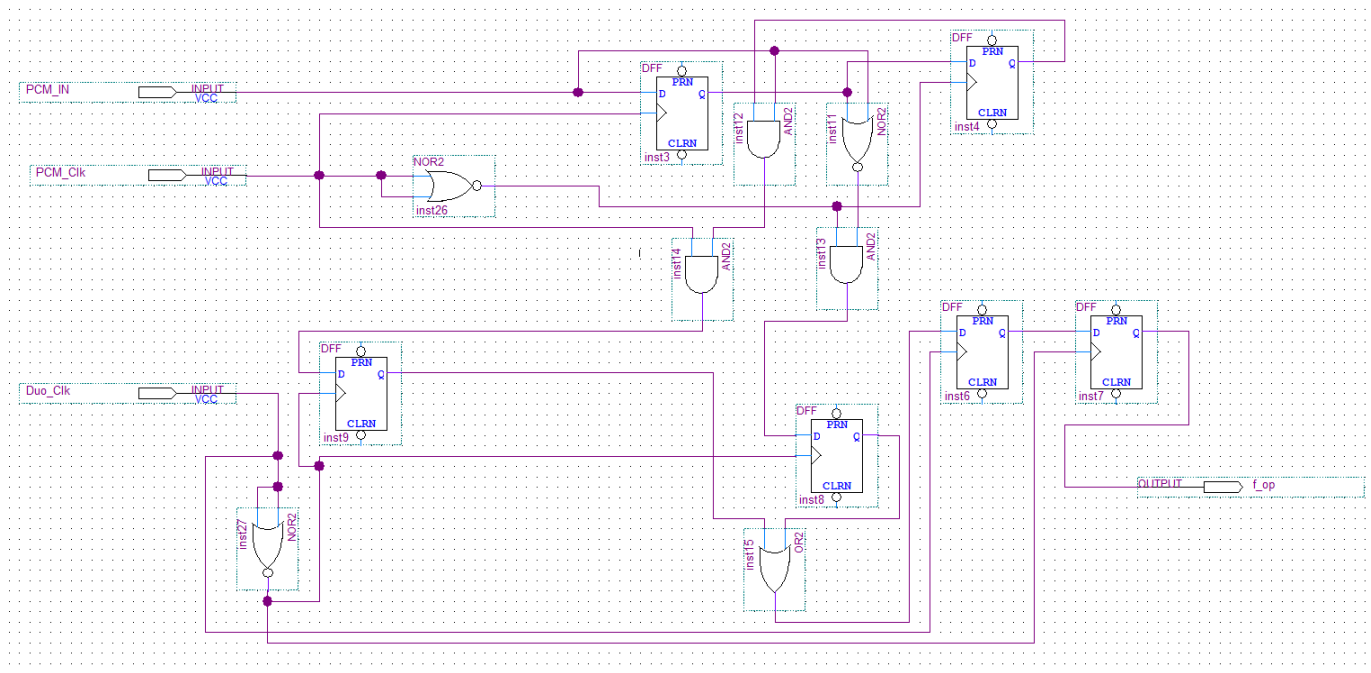 DFF
PRN
D
Q
CLRN
inst4
DFF
PRN
D
Q
CLRN
inst3
PCM_IN
INPUT
VCC
inst12
AND2
inst11
NOR2
PCM_Clk
INPUT
VCC
NOR2
inst26
inst14
AND2
inst13
AND2
DFF
PRN
D
Q
CLRN
inst6
DFF
PRN
D
Q
CLRN
inst7
DFF
PRN
D
Q
CLRN
inst9
Duo_Clk
INPUT
VCC
DFF
PRN
D
Q
CLRN
inst8
OUTPUT
f_op
inst27
NOR2
inst15
OR2